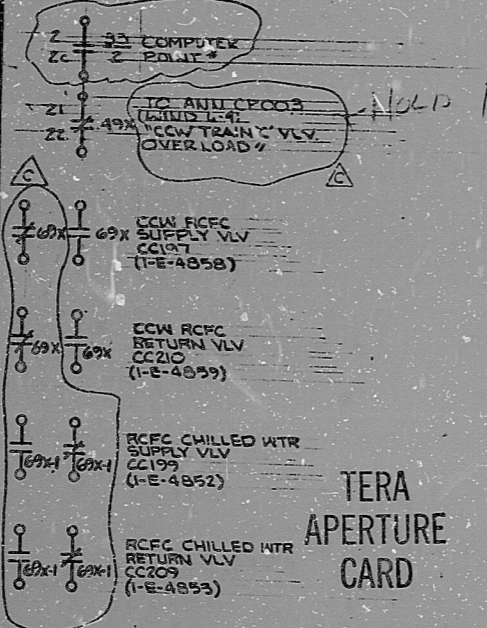 2 33 COMPUTER
2C 2 POINT *
21 TO ANN CP003
49X WIND L-4)
22 "CCW TRAIN "C" VLV.
OVERLOAD"
HOLD
C
C
69X 69X CCW RCFC
SUPPLY VLV
CC197
(1-E-4858)
69X 69X CCW RCFC
RETURN VLV
CC210
(1-E-4859)
69X-1 69X-1 RCFC CHILLED WTR
SUPPLY VLV
CC199
(1-E-4852)
69X-1 69X-1 RCFC CHILLED WTR
RETURN VLV
CC209
(1-E-4853)
TERA
APERTURE
CARD